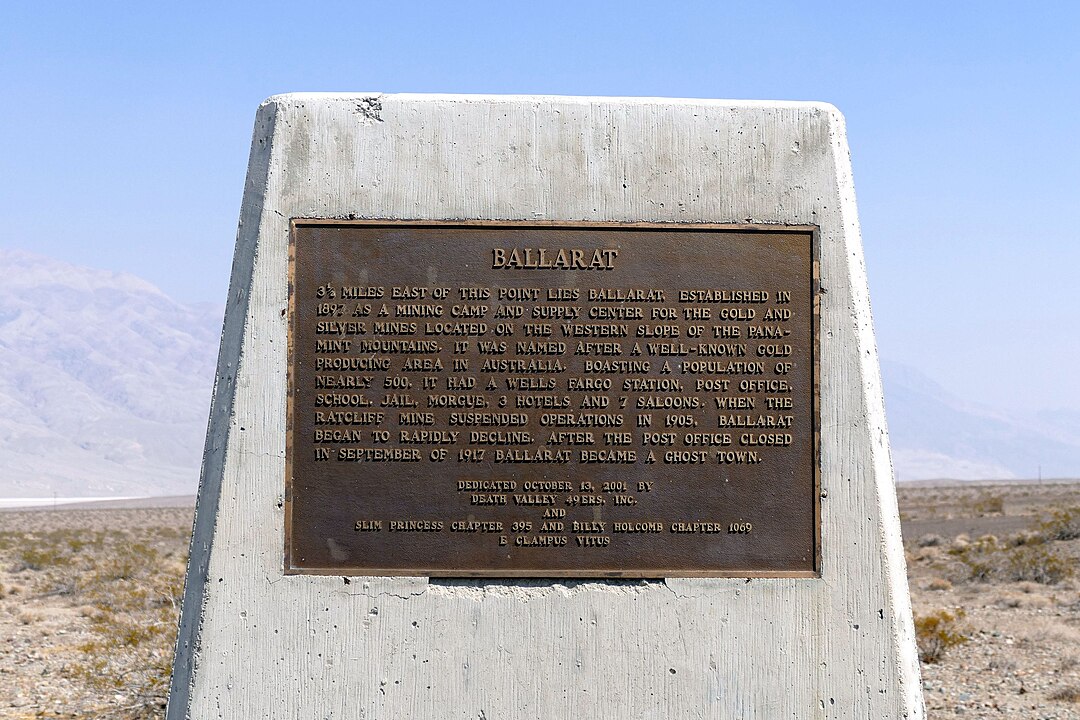 BALLARAT
3½ MILES EAST OF THIS POINT LIES BALLARAT. ESTABLISHED IN
1897 AS A MINING CAMP AND SUPPLY CENTER FOR THE GOLD AND
SILVER MINES LOCATED ON THE WESTERN SLOPE OF THE PANA-
MINT MOUNTAINS. IT WAS NAMED AFTER A WELL-KNOWN GOLD
PRODUCING AREA IN AUSTRALIA. BOASTING A POPULATION OF
NEARLY 500, IT HAD A WELLS FARGO STATION, POST OFFICE,
SCHOOL, JAIL, MORGUE, 3 HOTELS AND 7 SALOONS. WHEN THE
RATCLIFF MINE SUSPENDED OPERATIONS IN 1905, BALLARAT
BEGAN TO RAPIDLY DECLINE. AFTER THE POST OFFICE CLOSED
IN SEPTEMBER OF 1917 BALLARAT BECAME A GHOST TOWN.
DEDICATED OCTOBER 13, 2001 BY
DEATH VALLEY 49ERS, INC.
AND
SLIM PRINCESS CHAPTER 395 AND BILLY HOLCOMB CHAPTER 1069
E CLAMPUS VITUS